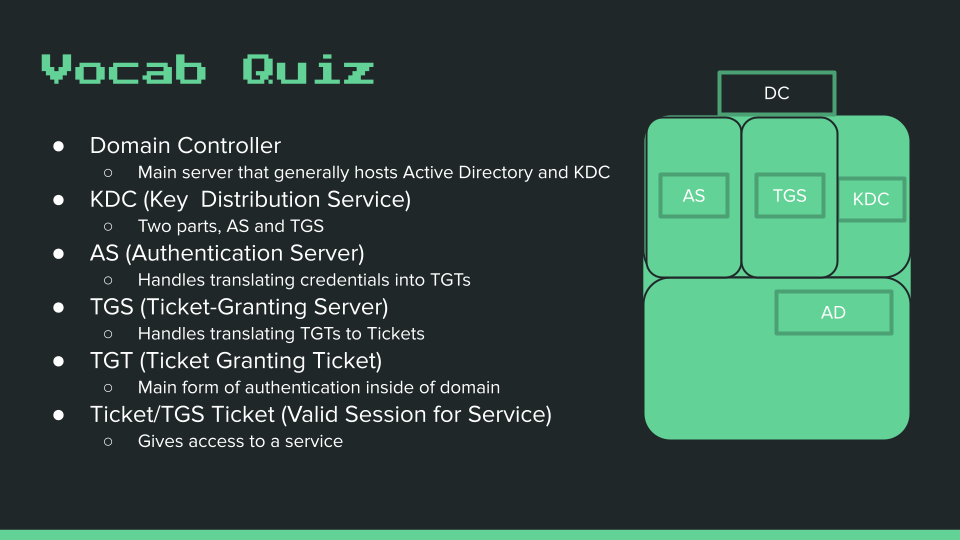 Vocab Quiz
● Domain Controller
○ Main server that generally hosts Active Directory and KDC
● KDC (Key  Distribution Service)
○ Two parts, AS and TGS
● AS (Authentication Server)
○ Handles translating credentials into TGTs
● TGS (Ticket-Granting Server)
○ Handles translating TGTs to Tickets
● TGT (Ticket Granting Ticket)
○ Main form of authentication inside of domain
● Ticket/TGS Ticket (Valid Session for Service)
○ Gives access to a service
DC
AS
TGS
KDC
AD